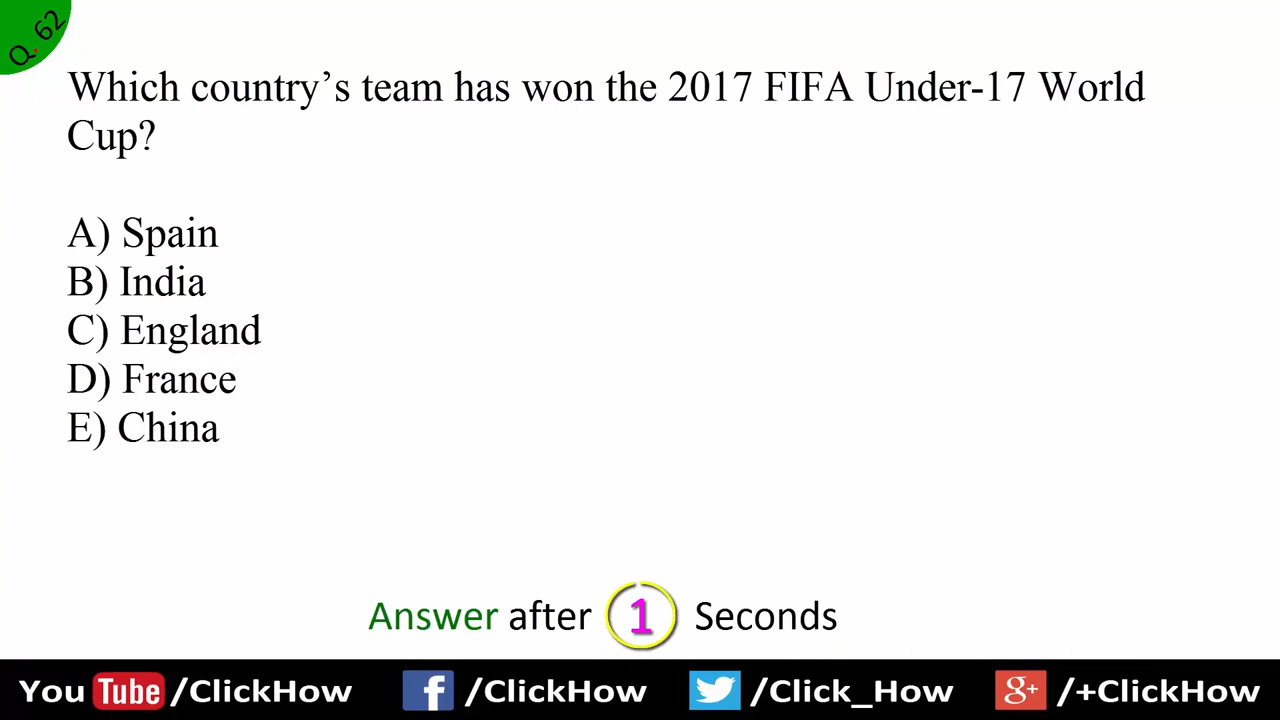 Q. 62
Which country’s team has won the 2017 FIFA Under-17 World
Cup?
A) Spain
B) India
C) England
D) France
E) China
Answer after 1 Seconds
You Tube /ClickHow f /ClickHow /Click_How g+ /+ClickHow